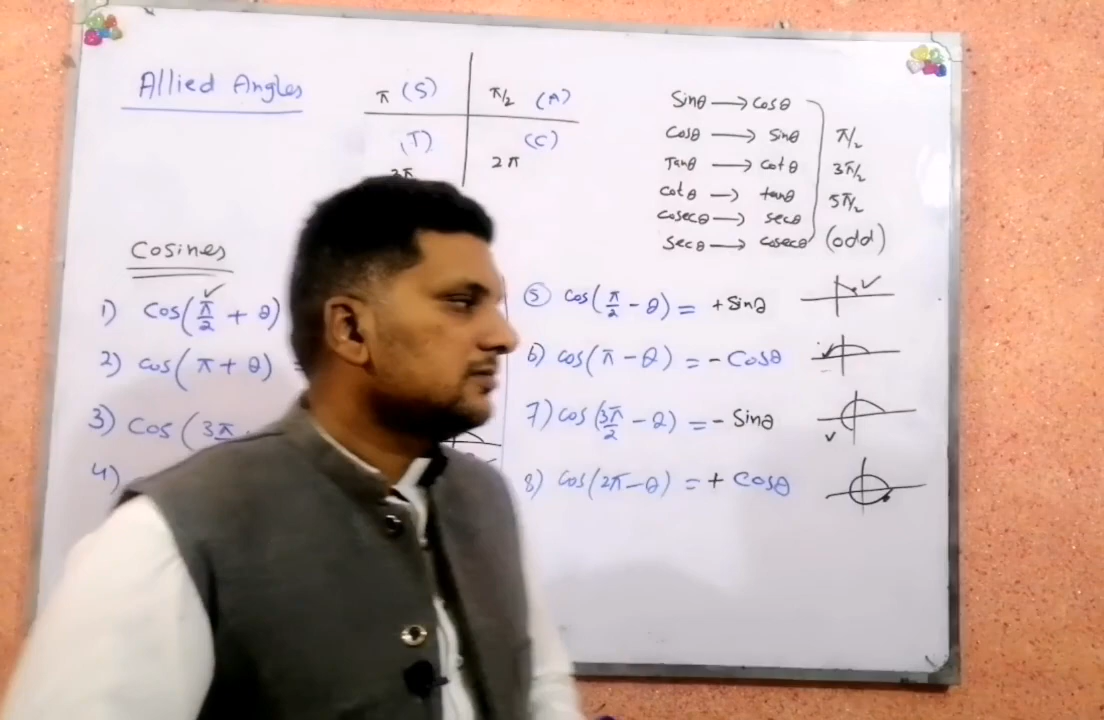 Allied Angles
π (S)
π/2 (A)
(T)
(C)
2π
Sinθ → cosθ
Cosθ → Sinθ
Tanθ → cotθ
cotθ → tanθ
cosecθ → secθ
Secθ → cosecθ
π/2
3π/2
5π/2
(odd)
Cosines
1) Cos(π/2 + θ)
2) cos(π + θ) =
3) Cos (3π
4)
5 cos(π/2 - θ) = + Sinθ
6) cos(π - θ) = - Cosθ
7) cos(3π/2 - θ) = - Sinθ
8) cos(2π - θ) = + Cosθ